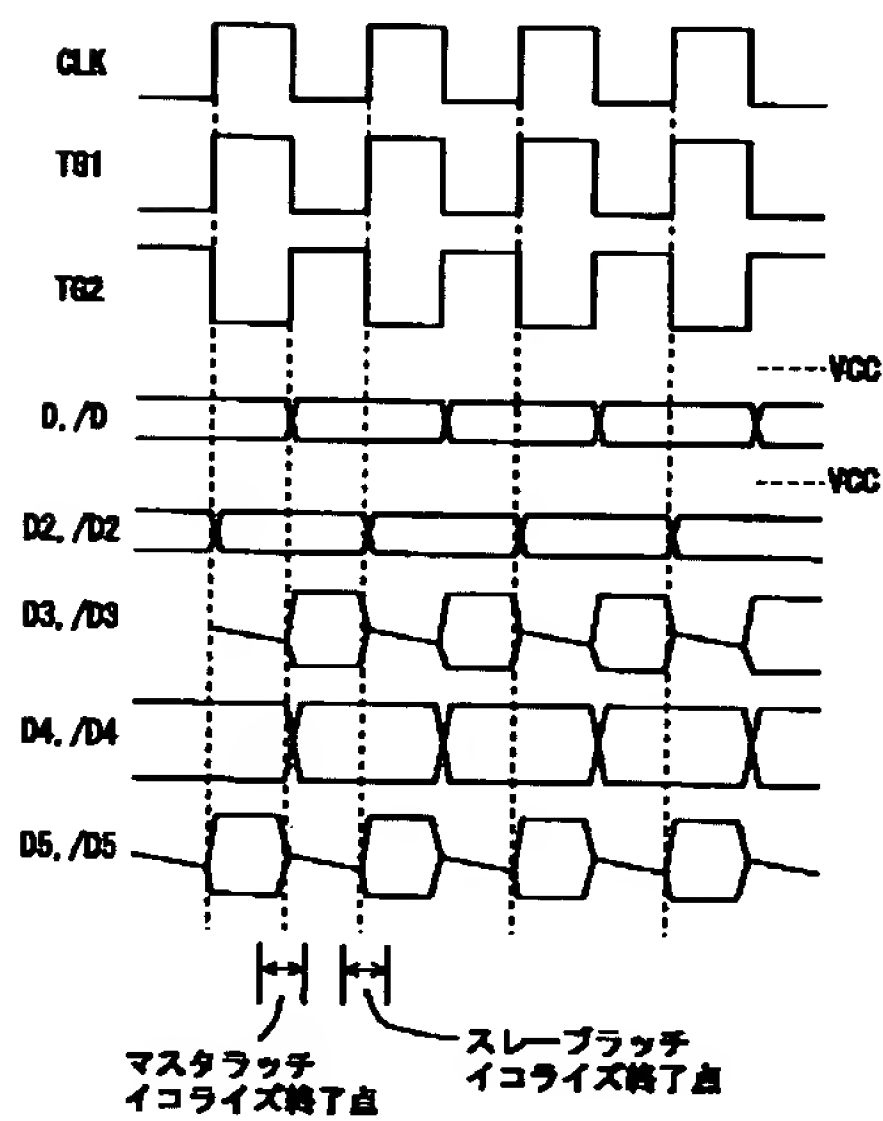 CLK
TG1
TG2
VCC
D, /D
VCC
D2, /D2
D3, /D3
D4, /D4
D5, /D5
マスタラッチ
イコライズ終了点
スレーブラッチ
イコライズ終了点